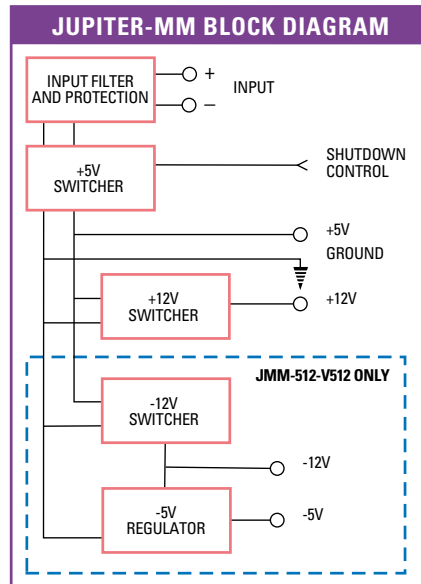 JUPITER-MM BLOCK DIAGRAM
INPUT FILTER
AND PROTECTION
+
–
INPUT
+5V
SWITCHER
SHUTDOWN
CONTROL
+5V
GROUND
+12V
SWITCHER
+12V
JMM-512-V512 ONLY
-12V
SWITCHER
-12V
-5V
REGULATOR
-5V